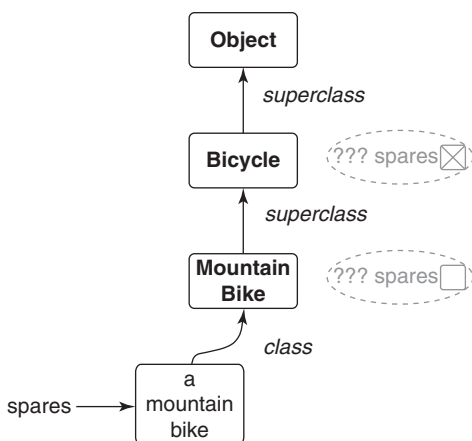 Object
superclass
Bicycle
??? spares
superclass
Mountain
Bike
??? spares
class
a
mountain
bike
spares